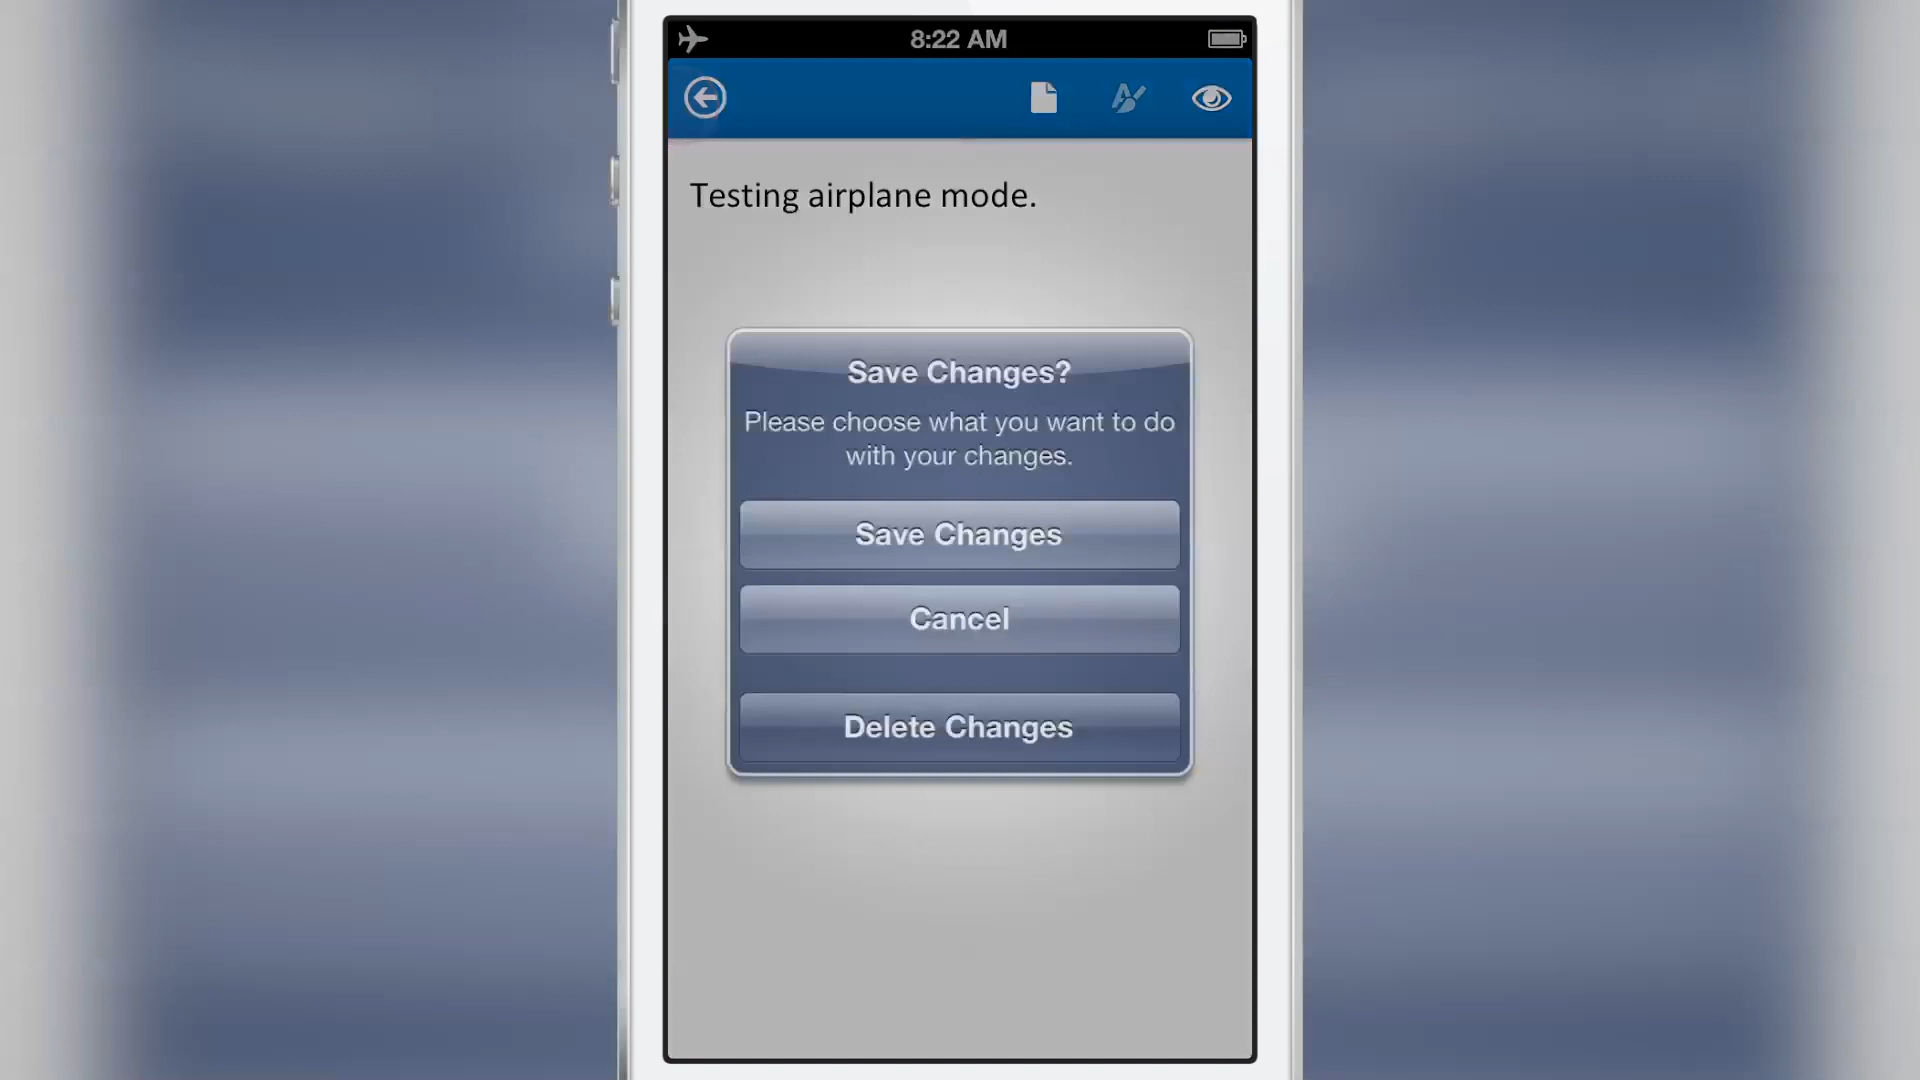 8:22 AM
Testing airplane mode.
Save Changes?
Please choose what you want to do
with your changes.
Save Changes
Cancel
Delete Changes